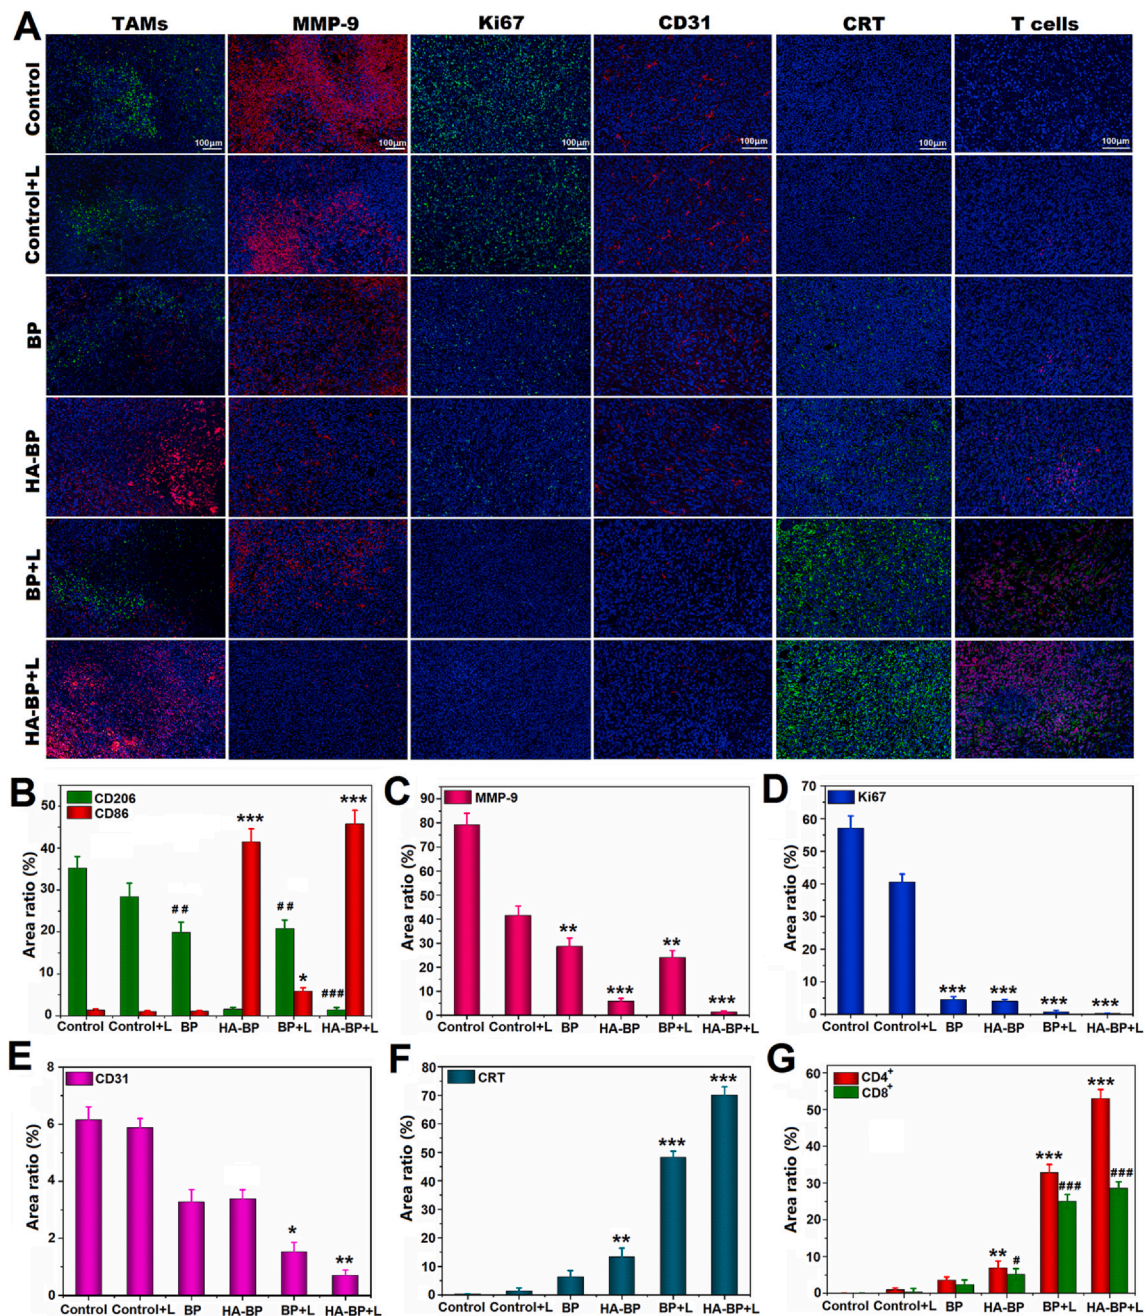 A TAMs MMP-9 Ki67 CD31 CRT T cells
Control 100μm 100μm 100μm 100μm 100μm 100μm
Control+L
BP
HA-BP
BP+L
HA-BP+L
B
CD206
CD86
Area ratio (%)
50
40
30
20
10
0
## *** ## * ### ***
Control Control+L BP HA-BP BP+L HA-BP+L
C
MMP-9
Area ratio (%)
90
80
70
60
50
40
30
20
10
0
** *** ** ***
Control Control+L BP HA-BP BP+L HA-BP+L
D
Ki67
Area ratio (%)
70
60
50
40
30
20
10
0
*** *** *** ***
Control Control+L BP HA-BP BP+L HA-BP+L
E
CD31
Area ratio (%)
8
6
4
2
0
* **
Control Control+L BP HA-BP BP+L HA-BP+L
F
CRT
Area ratio (%)
80
70
60
50
40
30
20
10
0
** *** ***
Control Control+L BP HA-BP BP+L HA-BP+L
G
CD4+
CD8+
Area ratio (%)
60
50
40
30
20
10
0
** # *** ### *** ###
Control Control+L BP HA-BP BP+L HA-BP+L